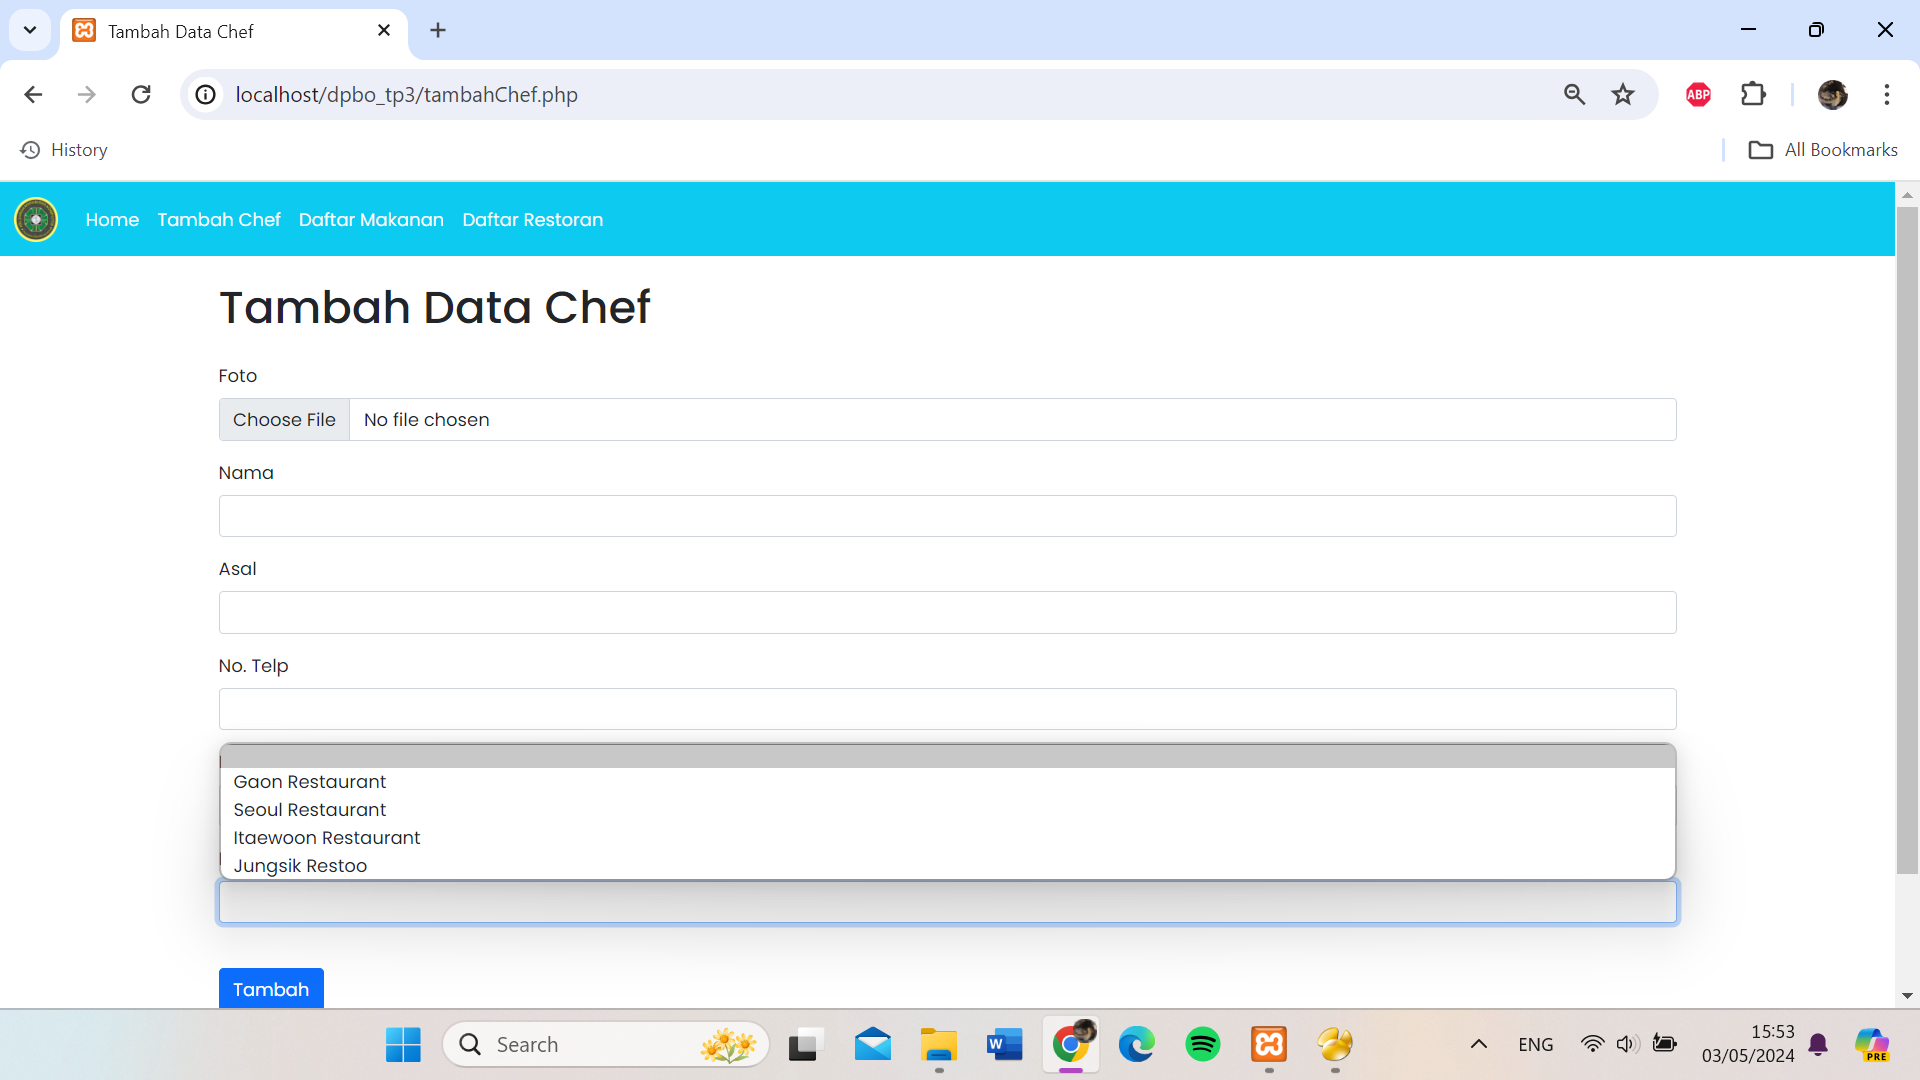 Tambah Data Chef
localhost/dpbo_tp3/tambahChef.php
ABP
History
All Bookmarks
Home Tambah Chef Daftar Makanan Daftar Restoran
Tambah Data Chef
Foto
Choose File No file chosen
Nama
Asal
No. Telp
Gaon Restaurant
Seoul Restaurant
Itaewoon Restaurant
Jungsik Restoo
Tambah
Search
W
ENG
15:53
03/05/2024
PRE